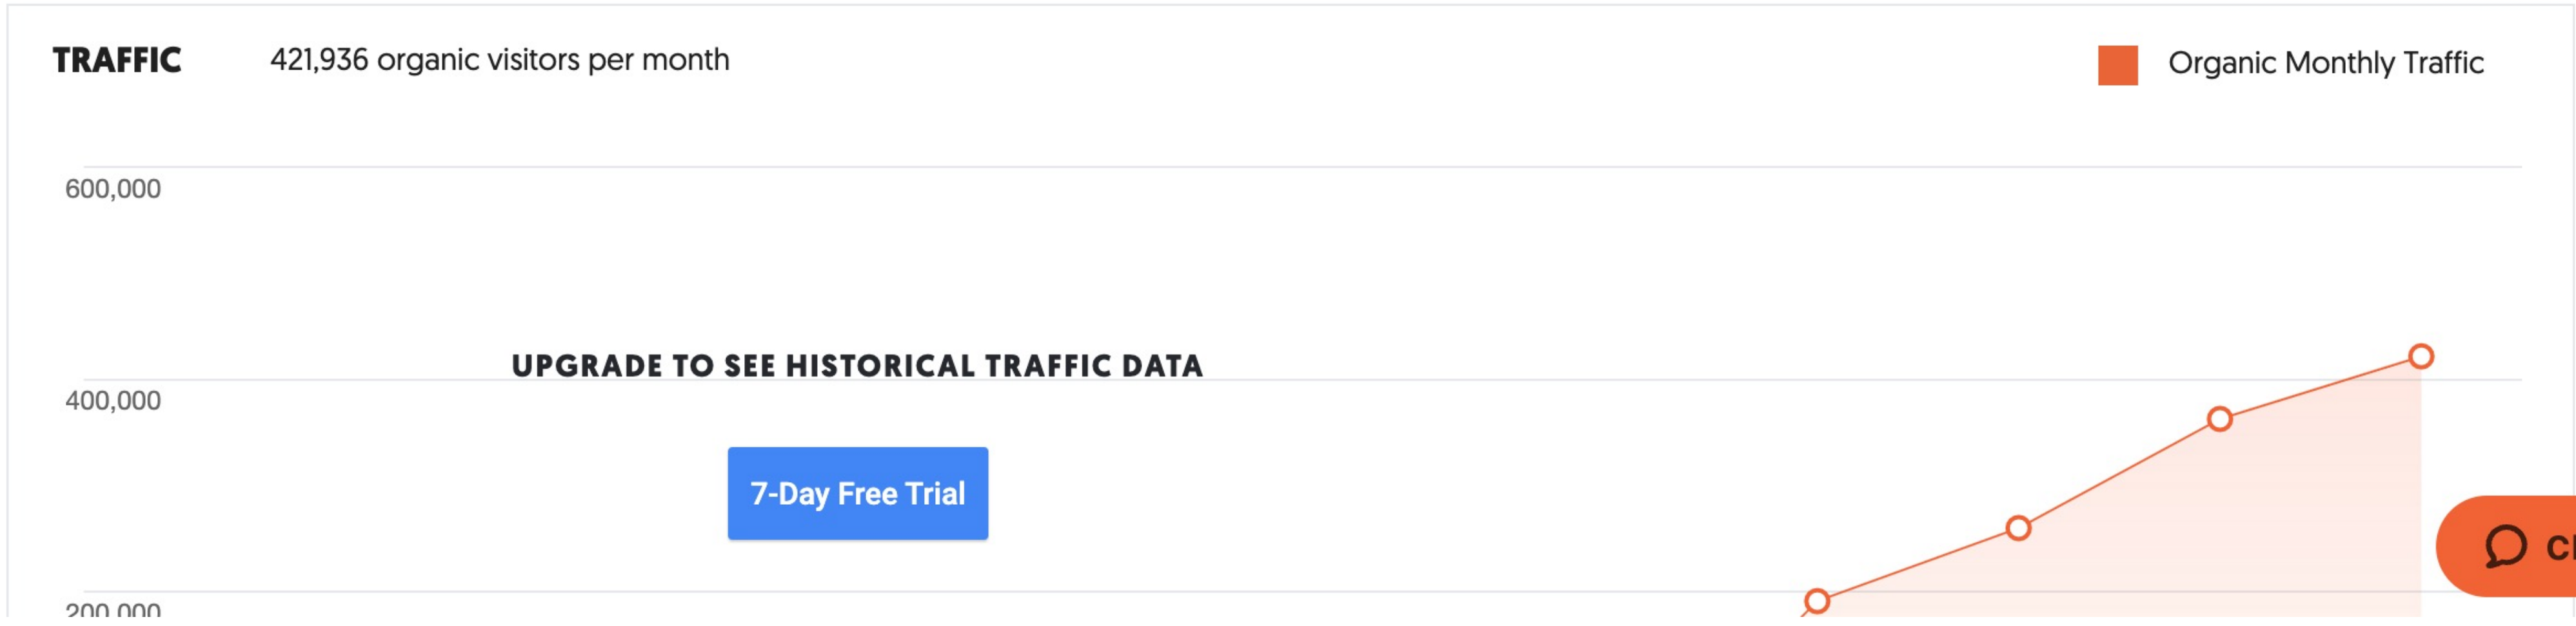 TRAFFIC 421,936 organic visitors per month Organic Monthly Traffic
600,000
UPGRADE TO SEE HISTORICAL TRAFFIC DATA
400,000
7-Day Free Trial
200,000